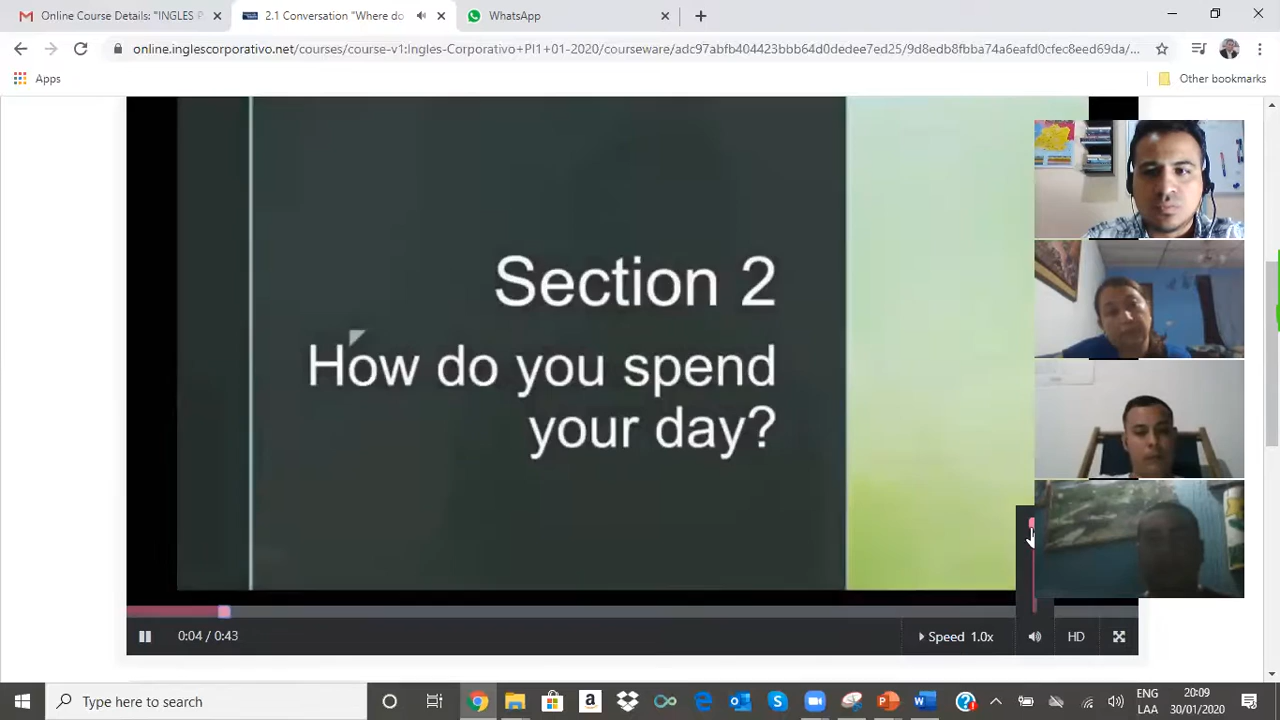 Online Course Details: "INGLES P
2.1 Conversation "Where do
WhatsApp
online.inglescorporativo.net/courses/course-v1:Ingles-Corporativo+PI1+01-2020/courseware/adc97abfb404423bbb64d0dedee7ed25/9d8edb8fbba74a6eafd0cfec8eed69da/...
Apps
Other bookmarks
Section 2
How do you spend
your day?
0:04 / 0:43
Speed 1.0x
HD
Type here to search
ENG
LAA
20:09
30/01/2020